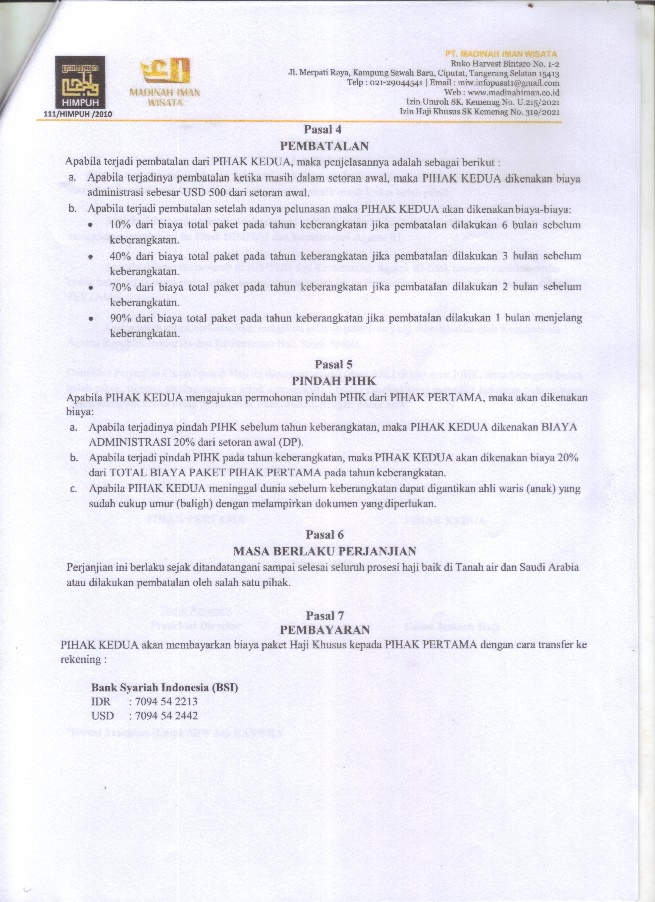 PT. MADINAH IMAN WISATA
Ruko Harvest Bintaro No. 1-2
Jl. Merpati Raya, Kampung Sawah Baru, Ciputat, Tangerang Selatan 15413
Telp : 021-29044541 | Email : miw.infopusat1@gmail.com
Web : www.madinahiman.co.id
Izin Umroh SK. Kemenag No. U.215/2021
Izin Haji Khusus SK Kemenag No. 319/2021
HIMPUH
111/HIMPUH /2010
MADINAH IMAN
WISATA
Pasal 4
PEMBATALAN
Apabila terjadi pembatalan dari PIHAK KEDUA, maka penjelasannya adalah sebagai berikut :
a. Apabila terjadinya pembatalan ketika masih dalam setoran awal, maka PIHAK KEDUA dikenakan biaya
administrasi sebesar USD 500 dari setoran awal.
b. Apabila terjadi pembatalan setelah adanya pelunasan maka PIHAK KEDUA akan dikenakan biaya-biaya:
• 10% dari biaya total paket pada tahun keberangkatan jika pembatalan dilakukan 6 bulan sebelum
keberangkatan.
• 40% dari biaya total paket pada tahun keberangkatan jika pembatalan dilakukan 3 bulan sebelum
keberangkatan.
• 70% dari biaya total paket pada tahun keberangkatan jika pembatalan dilakukan 2 bulan sebelum
keberangkatan.
• 90% dari biaya total paket pada tahun keberangkatan jika pembatalan dilakukan 1 bulan menjelang
keberangkatan.
Pasal 5
PINDAH PIHK
Apabila PIHAK KEDUA mengajukan permohonan pindah PIHK dari PIHAK PERTAMA, maka akan dikenakan
biaya:
a. Apabila terjadinya pindah PIHK sebelum tahun keberangkatan, maka PIHAK KEDUA dikenakan BIAYA
ADMINISTRASI 20% dari setoran awal (DP).
b. Apabila terjadi pindah PIHK pada tahun keberangkatan, maka PIHAK KEDUA akan dikenakan biaya 20%
dari TOTAL BIAYA PAKET PIHAK PERTAMA pada tahun keberangkatan.
c. Apabila PIHAK KEDUA meninggal dunia sebelum keberangkatan dapat digantikan ahli waris (anak) yang
sudah cukup umur (baligh) dengan melampirkan dokumen yang diperlukan.
Pasal 6
MASA BERLAKU PERJANJIAN
Perjanjian ini berlaku sejak ditandatangani sampai selesai seluruh prosesi haji baik di Tanah air dan Saudi Arabia
atau dilakukan pembatalan oleh salah satu pihak.
Pasal 7
PEMBAYARAN
PIHAK KEDUA akan membayarkan biaya paket Haji Khusus kepada PIHAK PERTAMA dengan cara transfer ke
rekening :
Bank Syariah Indonesia (BSI)
IDR : 7094 54 2213
USD : 7094 54 2442